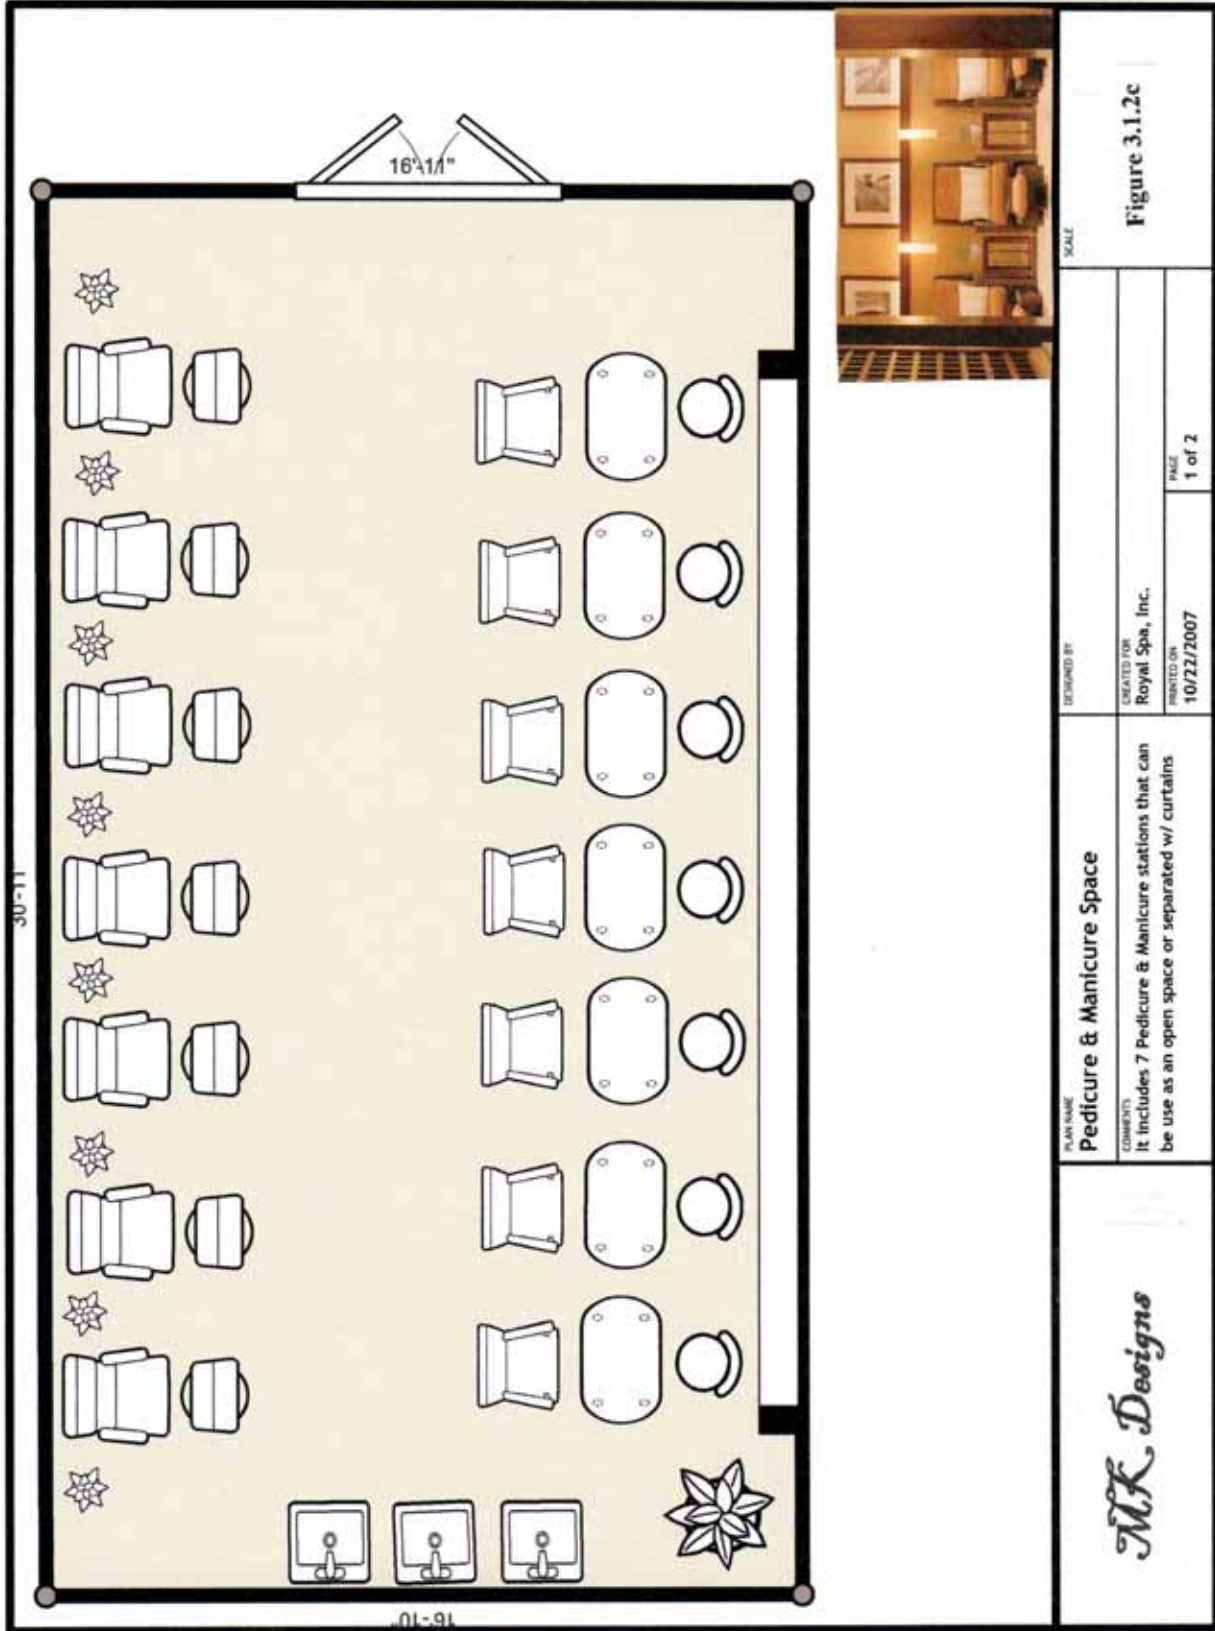 30'-11"
16'-11"
16'-10"
MK Designs
PLAN NAME
Pedicure & Manicure Space
COMMENTS
It includes 7 Pedicure & Manicure stations that can
be use as an open space or separated w/ curtains
DESIGNED BY
CREATED FOR
Royal Spa, Inc.
PRINTED ON
10/22/2007
PAGE
1 of 2
SCALE
Figure 3.1.2c